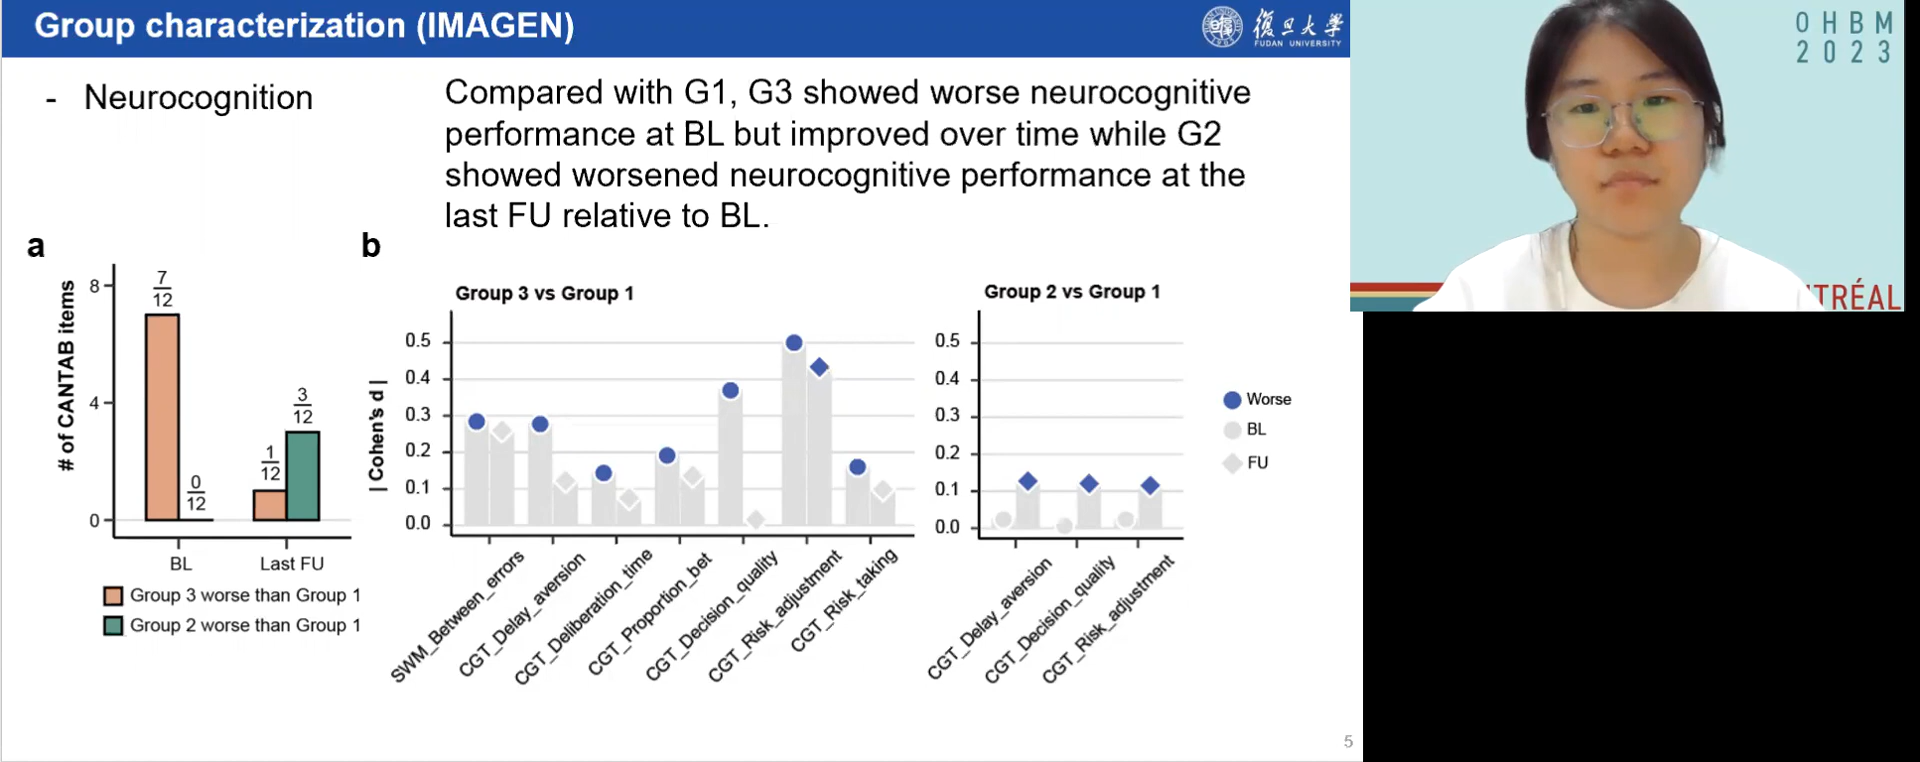 Group characterization (IMAGEN)
復旦大學
FUDAN UNIVERSITY
OHBM
2023
TRÉAL
- Neurocognition
Compared with G1, G3 showed worse neurocognitive
performance at BL but improved over time while G2
showed worsened neurocognitive performance at the
last FU relative to BL.
a
# of CANTAB items
8
4
0
7
12
0
12
1
12
3
12
BL
Last FU
Group 3 worse than Group 1
Group 2 worse than Group 1
b
Group 3 vs Group 1
| Cohen's d |
0.5
0.4
0.3
0.2
0.1
0.0
SWM_Between_errors
CGT_Delay_aversion
CGT_Deliberation_time
CGT_Proportion_bet
CGT_Decision_quality
CGT_Risk_adjustment
CGT_Risk_taking
Group 2 vs Group 1
0.5
0.4
0.3
0.2
0.1
0.0
CGT_Delay_aversion
CGT_Decision_quality
CGT_Risk_adjustment
Worse
BL
FU
5